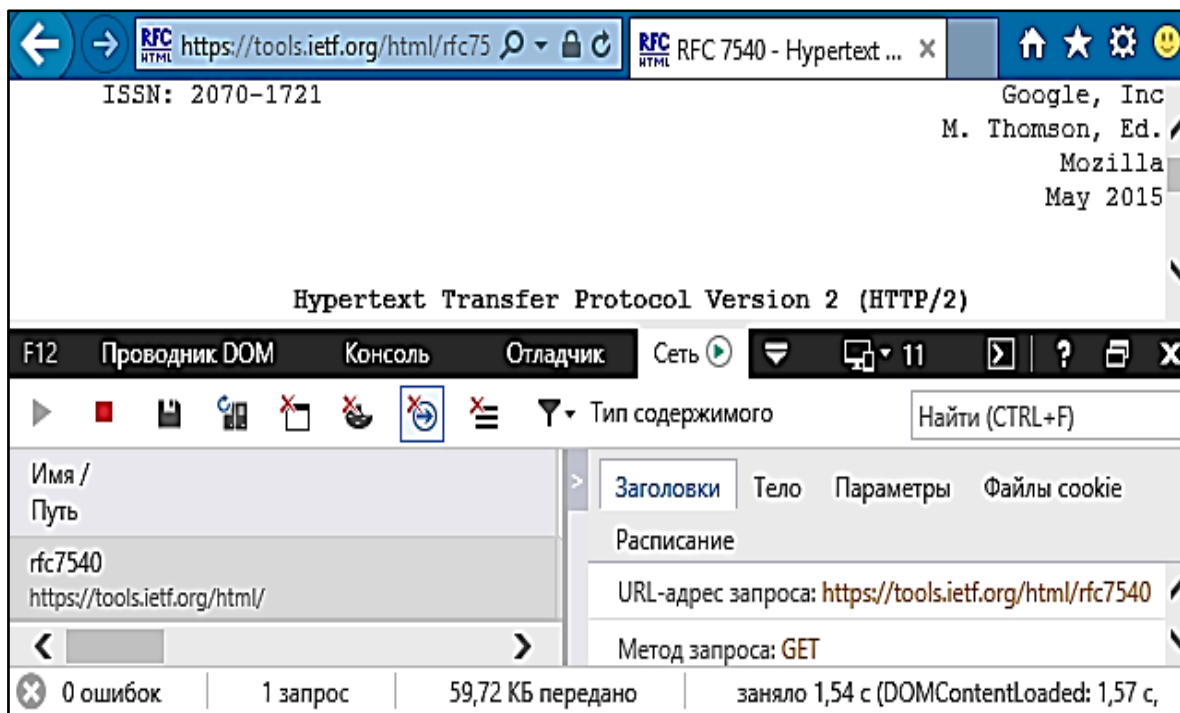 RFC HTML https://tools.ietf.org/html/rfc75 RFC HTML RFC 7540 - Hypertext ...
ISSN: 2070-1721 Google, Inc
M. Thomson, Ed.
Mozilla
May 2015
Hypertext Transfer Protocol Version 2 (HTTP/2)
F12 Проводник DOM Консоль Отладчик Сеть 11 ?
Тип содержимого Найти (CTRL+F)
Имя /
Путь
Заголовки Тело Параметры Файлы cookie
Расписание
rfc7540
https://tools.ietf.org/html/
URL-адрес запроса: https://tools.ietf.org/html/rfc7540
Метод запроса: GET
0 ошибок 1 запрос 59,72 КБ передано заняло 1,54 с (DOMContentLoaded: 1,57 с,